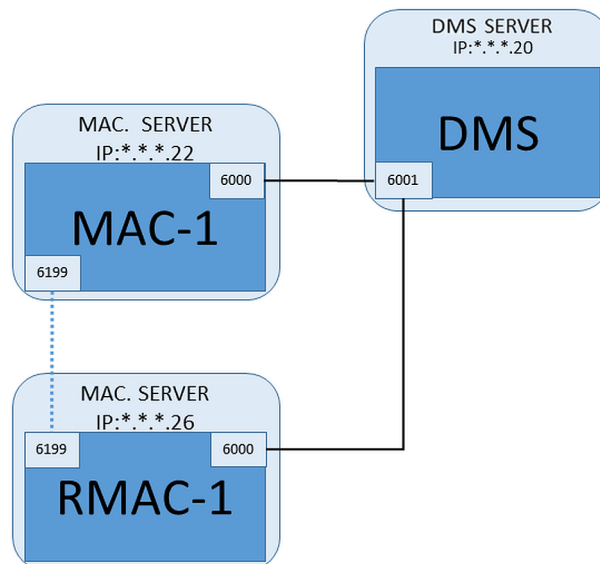 DMS SERVER
IP:*.*.*.20
DMS
6001
MAC. SERVER
IP:*.*.*.22
6000
MAC-1
6199
MAC. SERVER
IP:*.*.*.26
6199
6000
RMAC-1